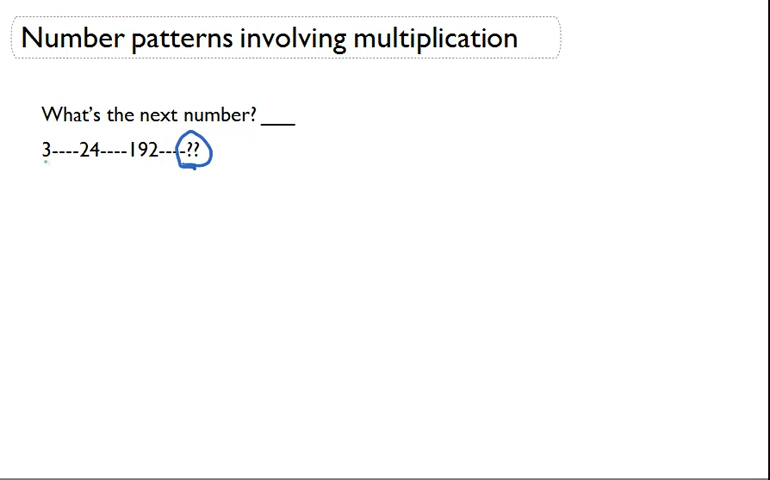 Number patterns involving multiplication
What's the next number? ___
3----24----192----??